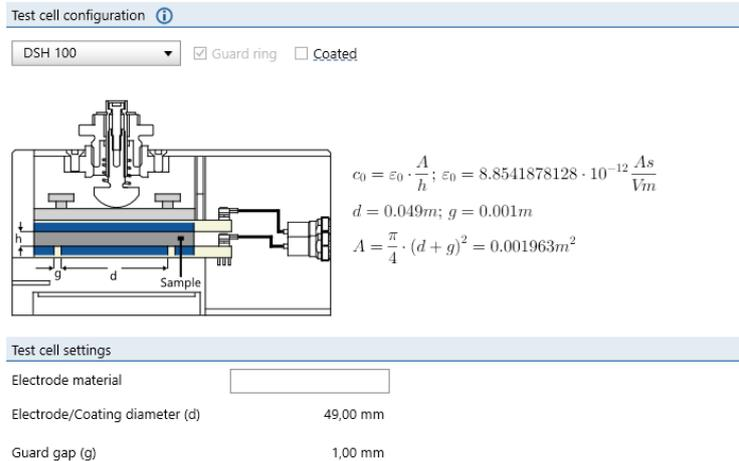 Test cell configuration
DSH 100 Guard ring Coated
c₀ = ε₀ · A/h; ε₀ = 8.8541878128 · 10⁻¹² As/Vm
d = 0.049m; g = 0.001m
A = π/4 · (d + g)² = 0.001963m²
h
g d
Sample
Test cell settings
Electrode material
Electrode/Coating diameter (d) 49,00 mm
Guard gap (g) 1,00 mm